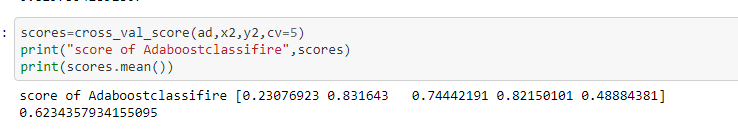 : scores=cross_val_score(ad,x2,y2,cv=5)
print("score of Adaboostclassifire",scores)
print(scores.mean())
score of Adaboostclassifire [0.23076923 0.831643   0.74442191 0.82150101 0.48884381]
0.6234357934155095